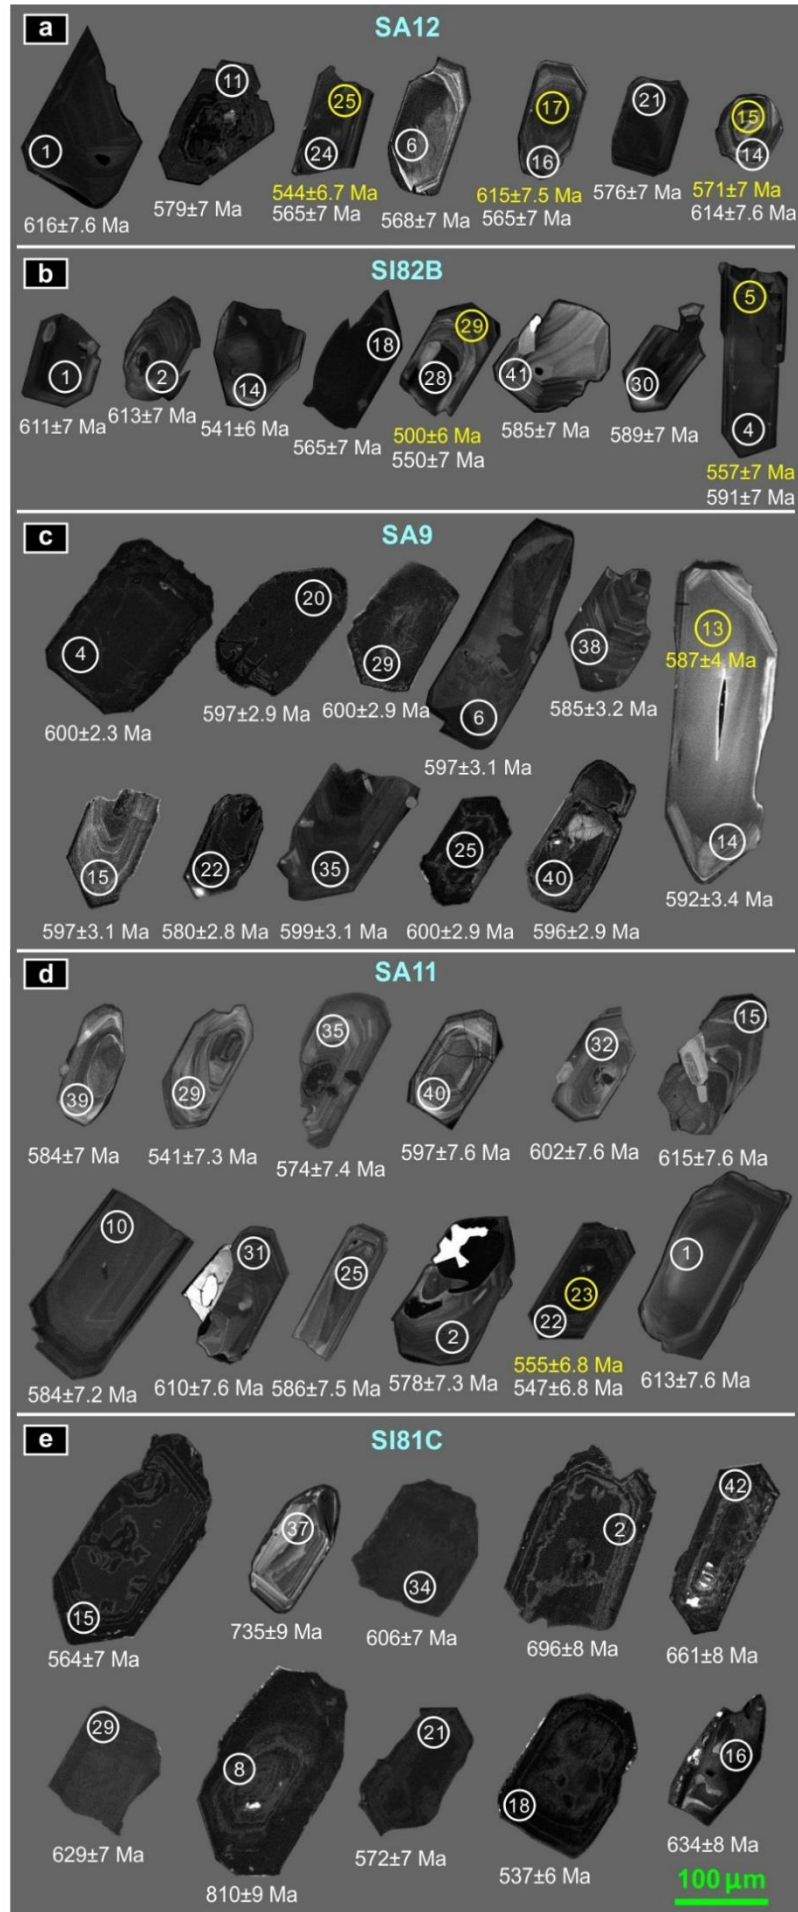 a
SA12
1
11
25
24
6
17
16
21
15
14
616±7.6 Ma
579±7 Ma
544±6.7 Ma
565±7 Ma
568±7 Ma
615±7.5 Ma
565±7 Ma
576±7 Ma
571±7 Ma
614±7.6 Ma
b
SI82B
1
2
14
18
29
28
41
30
5
4
611±7 Ma
613±7 Ma
541±6 Ma
565±7 Ma
500±6 Ma
550±7 Ma
585±7 Ma
589±7 Ma
557±7 Ma
591±7 Ma
c
SA9
4
20
29
6
38
13
587±4 Ma
600±2.3 Ma
597±2.9 Ma
600±2.9 Ma
597±3.1 Ma
585±3.2 Ma
15
22
35
25
40
14
597±3.1 Ma
580±2.8 Ma
599±3.1 Ma
600±2.9 Ma
596±2.9 Ma
592±3.4 Ma
d
SA11
39
29
35
40
32
15
584±7 Ma
541±7.3 Ma
574±7.4 Ma
597±7.6 Ma
602±7.6 Ma
615±7.6 Ma
10
31
25
2
23
22
1
584±7.2 Ma
610±7.6 Ma
586±7.5 Ma
578±7.3 Ma
555±6.8 Ma
547±6.8 Ma
613±7.6 Ma
e
SI81C
15
37
34
2
42
564±7 Ma
735±9 Ma
606±7 Ma
696±8 Ma
661±8 Ma
29
8
21
18
16
629±7 Ma
810±9 Ma
572±7 Ma
537±6 Ma
634±8 Ma
100 µm